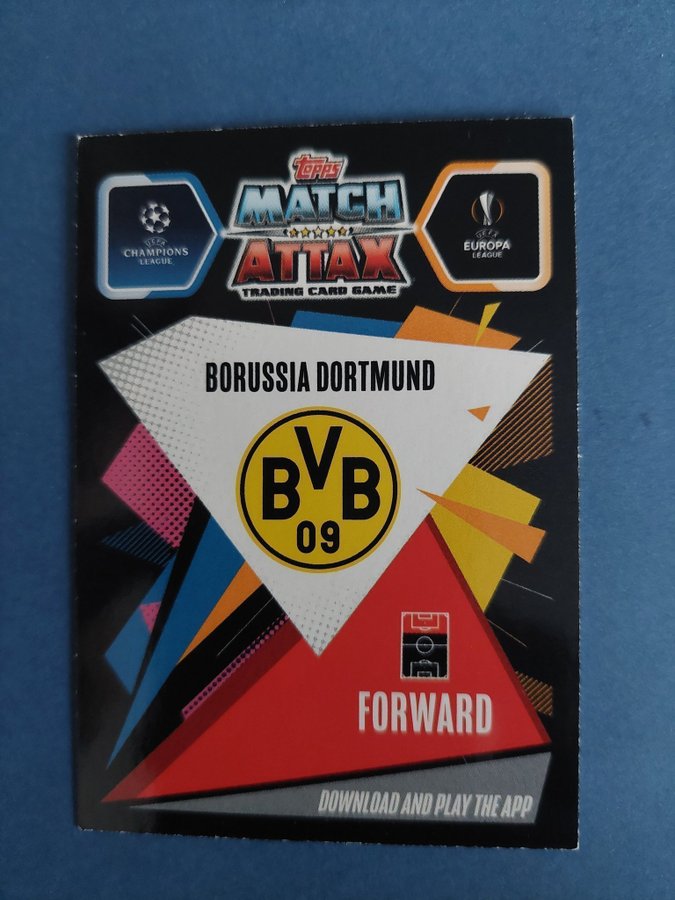 topps
MATCH
ATTAX
TRADING CARD GAME
UEFA
CHAMPIONS
LEAGUE
UEFA
EUROPA
LEAGUE
BORUSSIA DORTMUND
BVB
09
FORWARD
DOWNLOAD AND PLAY THE APP